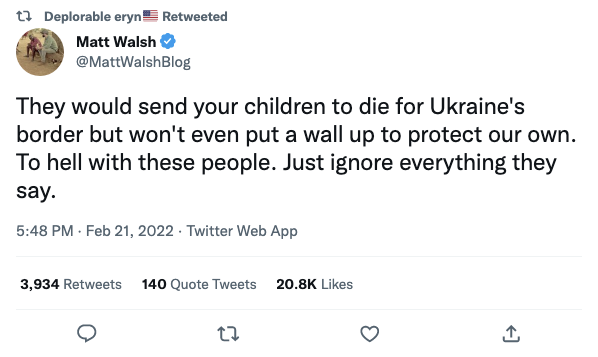 Deplorable eryn🇺🇸 Retweeted
Matt Walsh
@MattWalshBlog
They would send your children to die for Ukraine's
border but won't even put a wall up to protect our own.
To hell with these people. Just ignore everything they
say.
5:48 PM · Feb 21, 2022 · Twitter Web App
3,934 Retweets 140 Quote Tweets 20.8K Likes